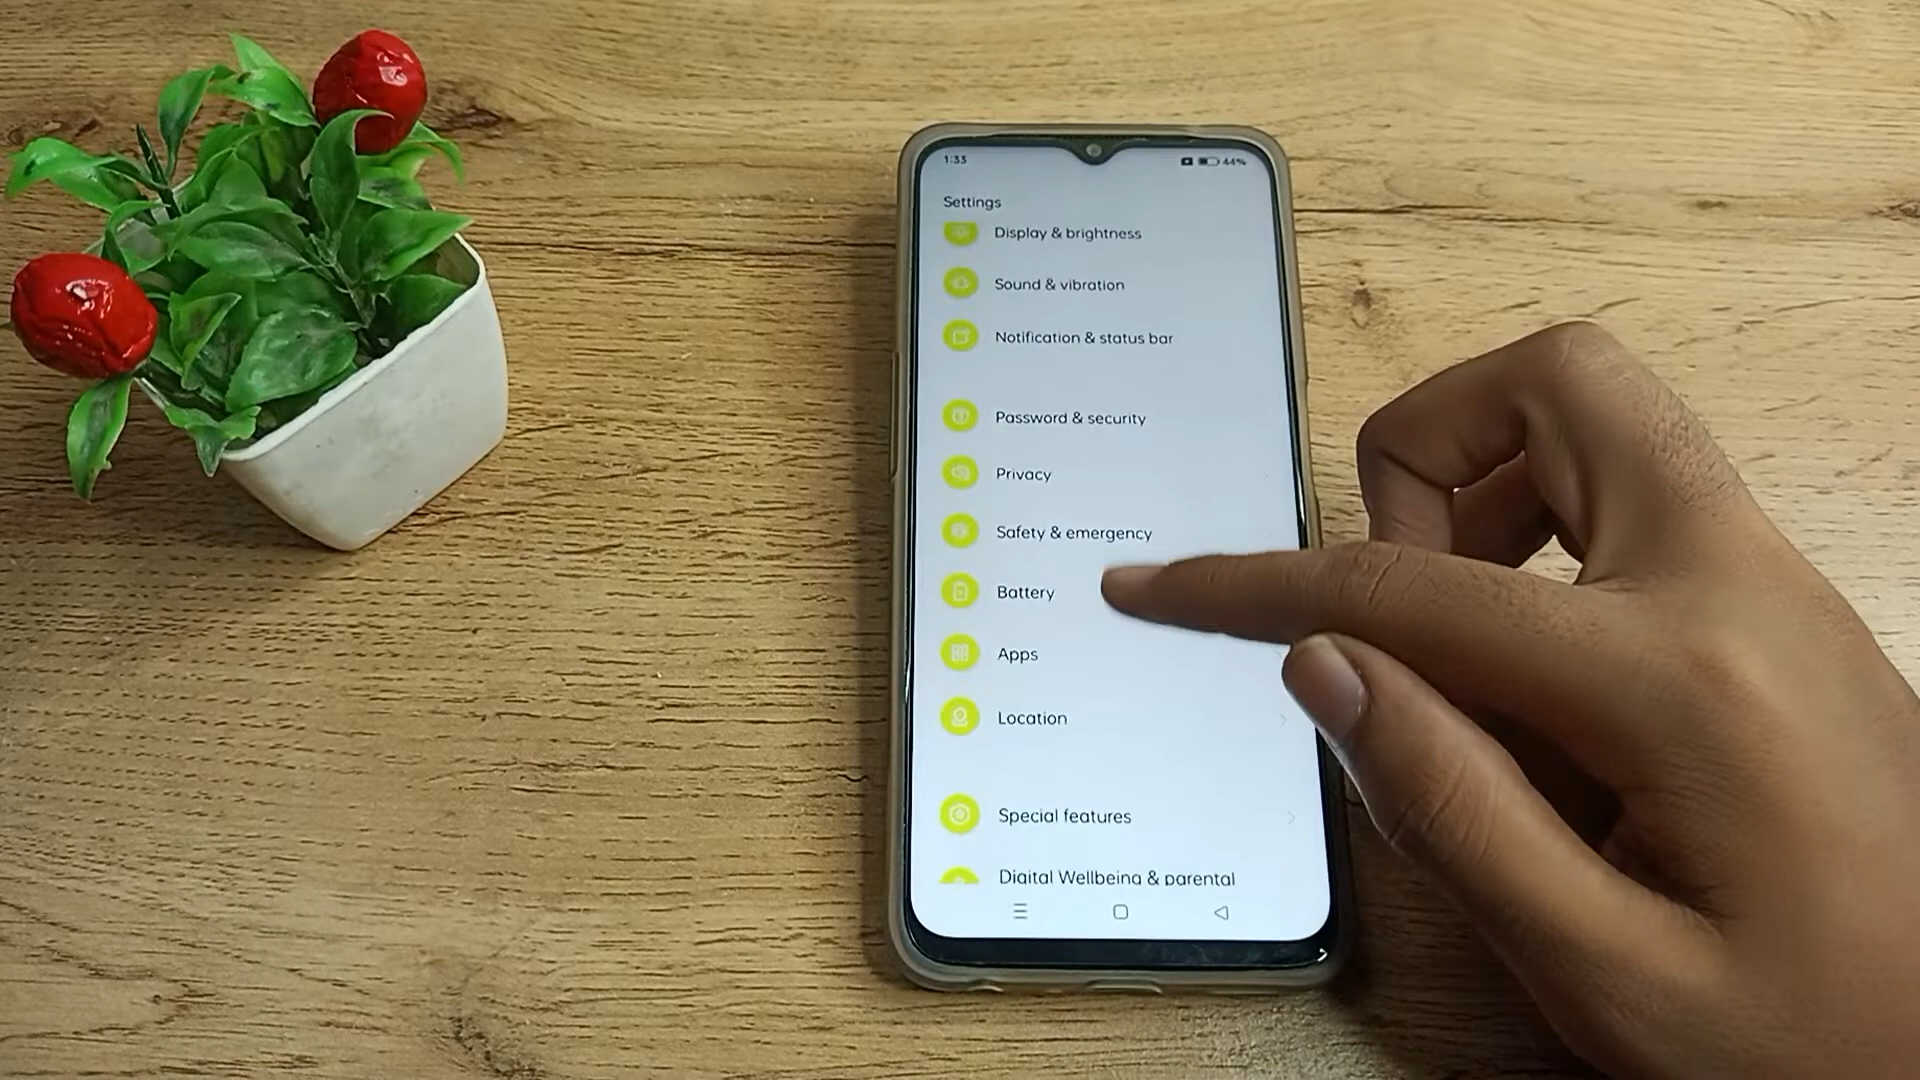 1:33
44%
Settings
Display & brightness
Sound & vibration
Notification & status bar
Password & security
Privacy
Safety & emergency
Battery
Apps
Location
Special features
Digital Wellbeing & parental